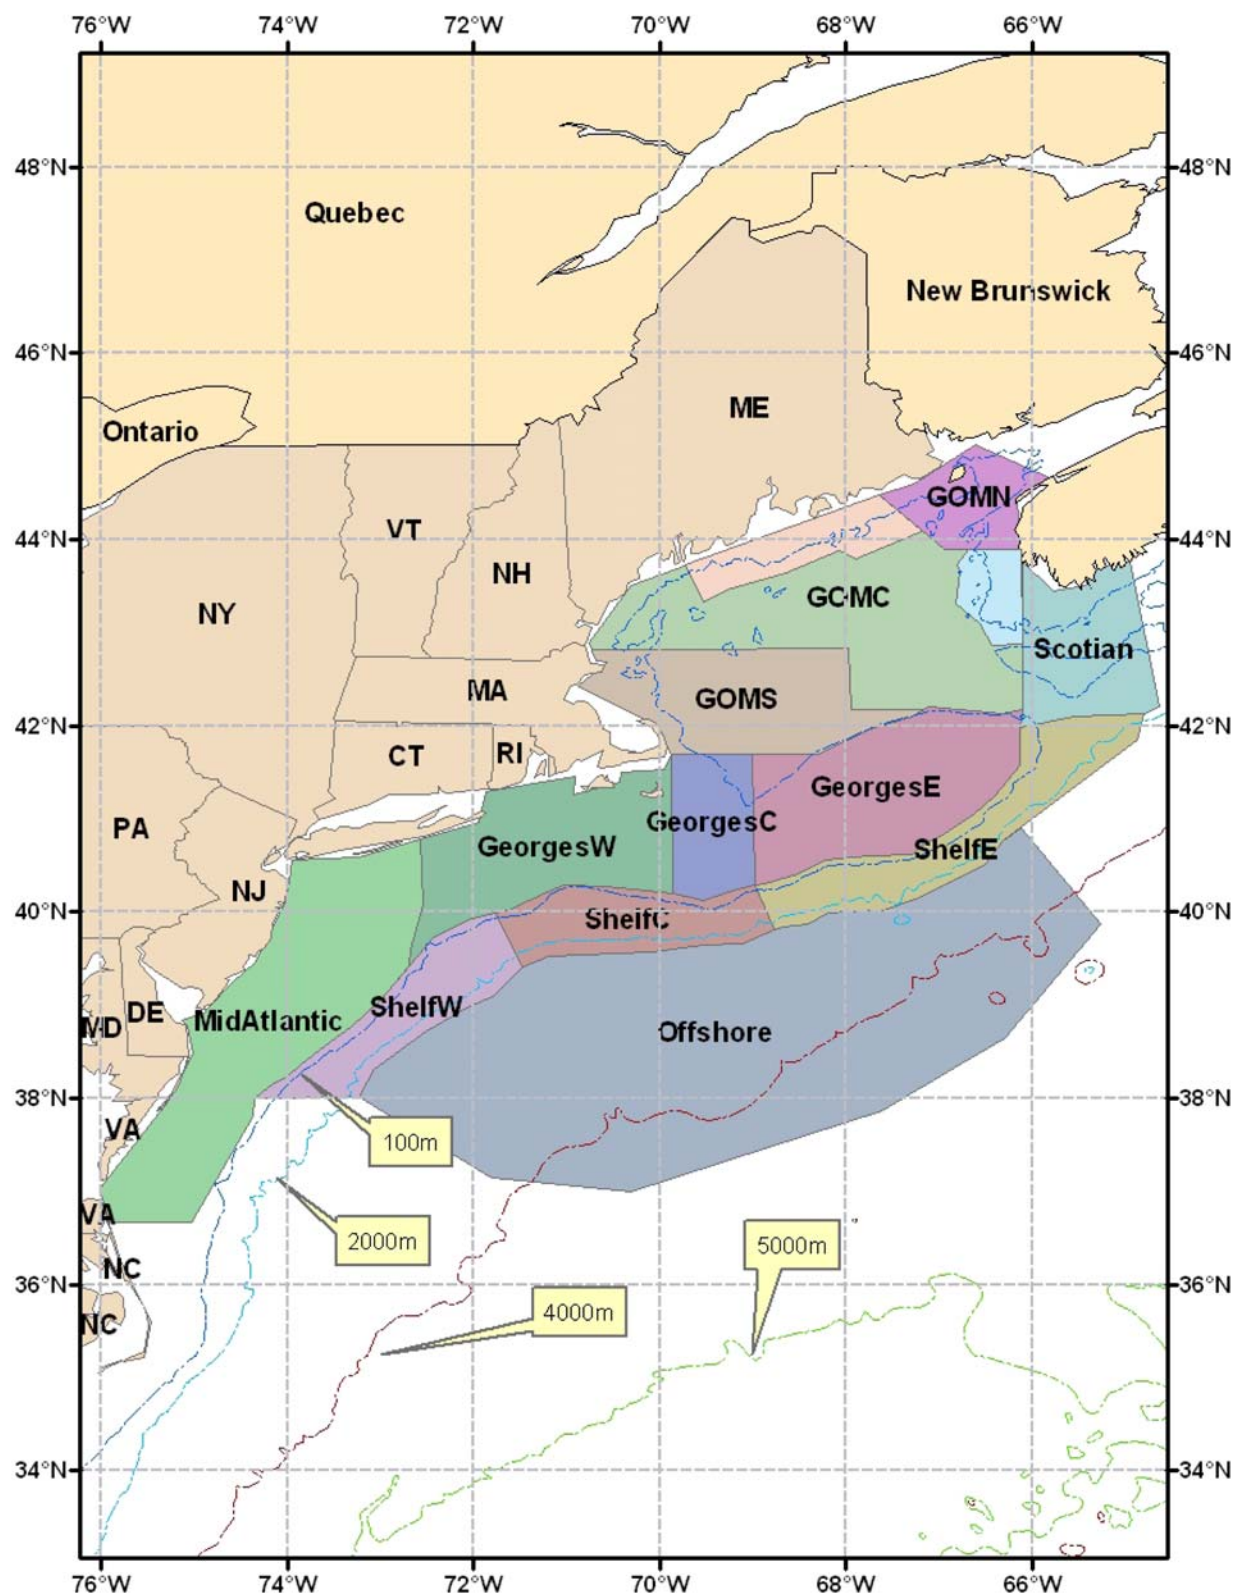 76°W 74°W 72°W 70°W 68°W 66°W
48°N 48°N
Quebec
New Brunswick
46°N 46°N
ME
Ontario
GOMN
VT
44°N 44°N
NH
GOMC
NY
Scotian
MA
GOMS
42°N 42°N
CT RI
GeorgesE
PA
GeorgesC
GeorgesW
ShelfE
NJ
40°N 40°N
ShelfC
ShelfW
DE
MidAtlantic
MD
Offshore
38°N 38°N
VA
100m
VA
2000m
5000m
NC
36°N 36°N
4000m
NC
34°N 34°N
76°W 74°W 72°W 70°W 68°W 66°W